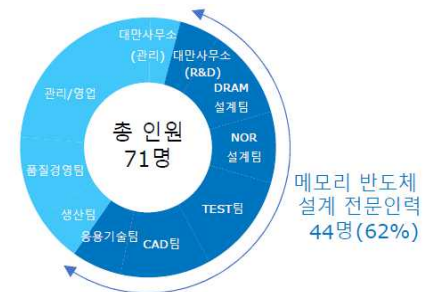 대만사무소
(관리)
대만사무소
(R&D)
DRAM
설계팀
NOR
설계팀
TEST팀
CAD팀
응용기술팀
생산팀
품질경영팀
관리/영업
총 인원
71명
메모리 반도체
설계 전문인력
44명(62%)